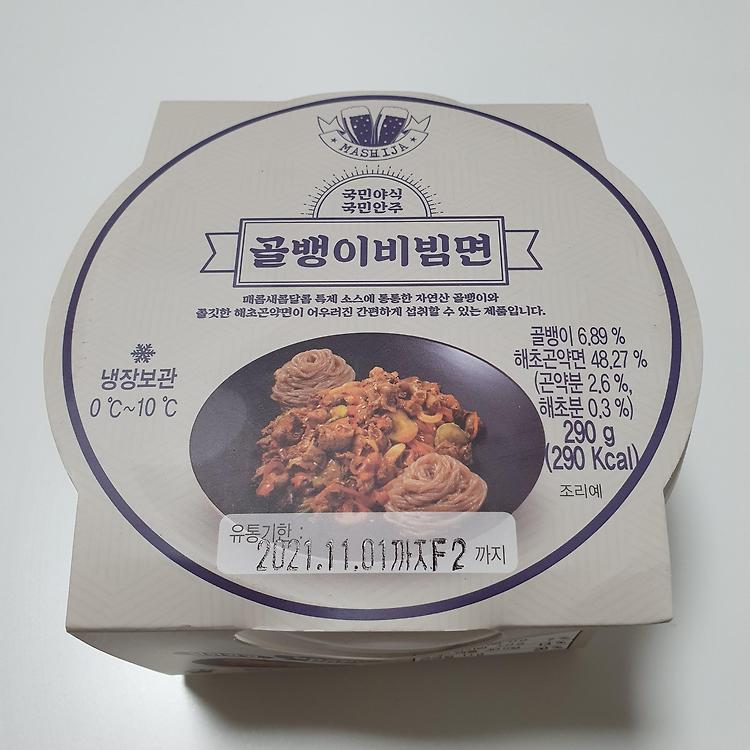 MASHIJA
국민야식
국민안주
골뱅이비빔면
매콤새콤달콤 특제 소스에 통통한 자연산 골뱅이와
쫄깃한 해초곤약면이 어우러진 간편하게 섭취할 수 있는 제품입니다.
냉장보관
0℃~10℃
골뱅이 6.89 %
해초곤약면 48.27 %
(곤약분 2.6 %,
해초분 0.3 %)
290 g
(290 Kcal)
조리예
유통기한 :
2021.11.01까지F2 까지